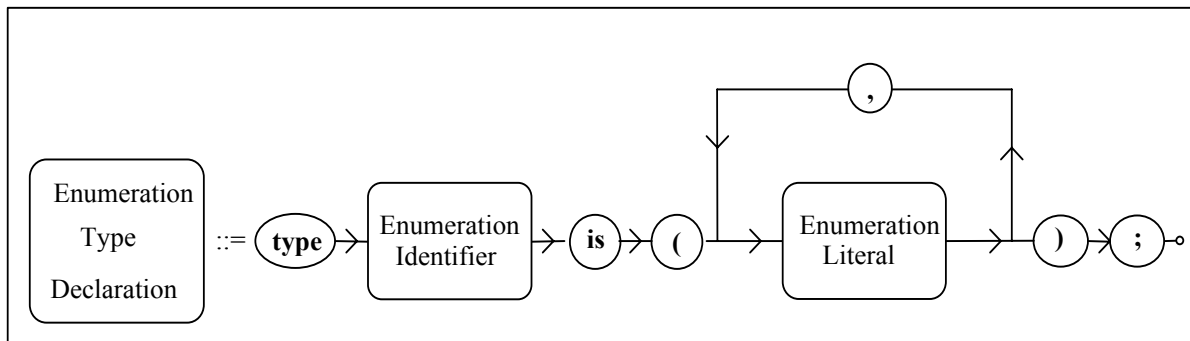 ,
Enumeration
Type
Declaration
::=
type
Enumeration
Identifier
is
(
Enumeration
Literal
)
;